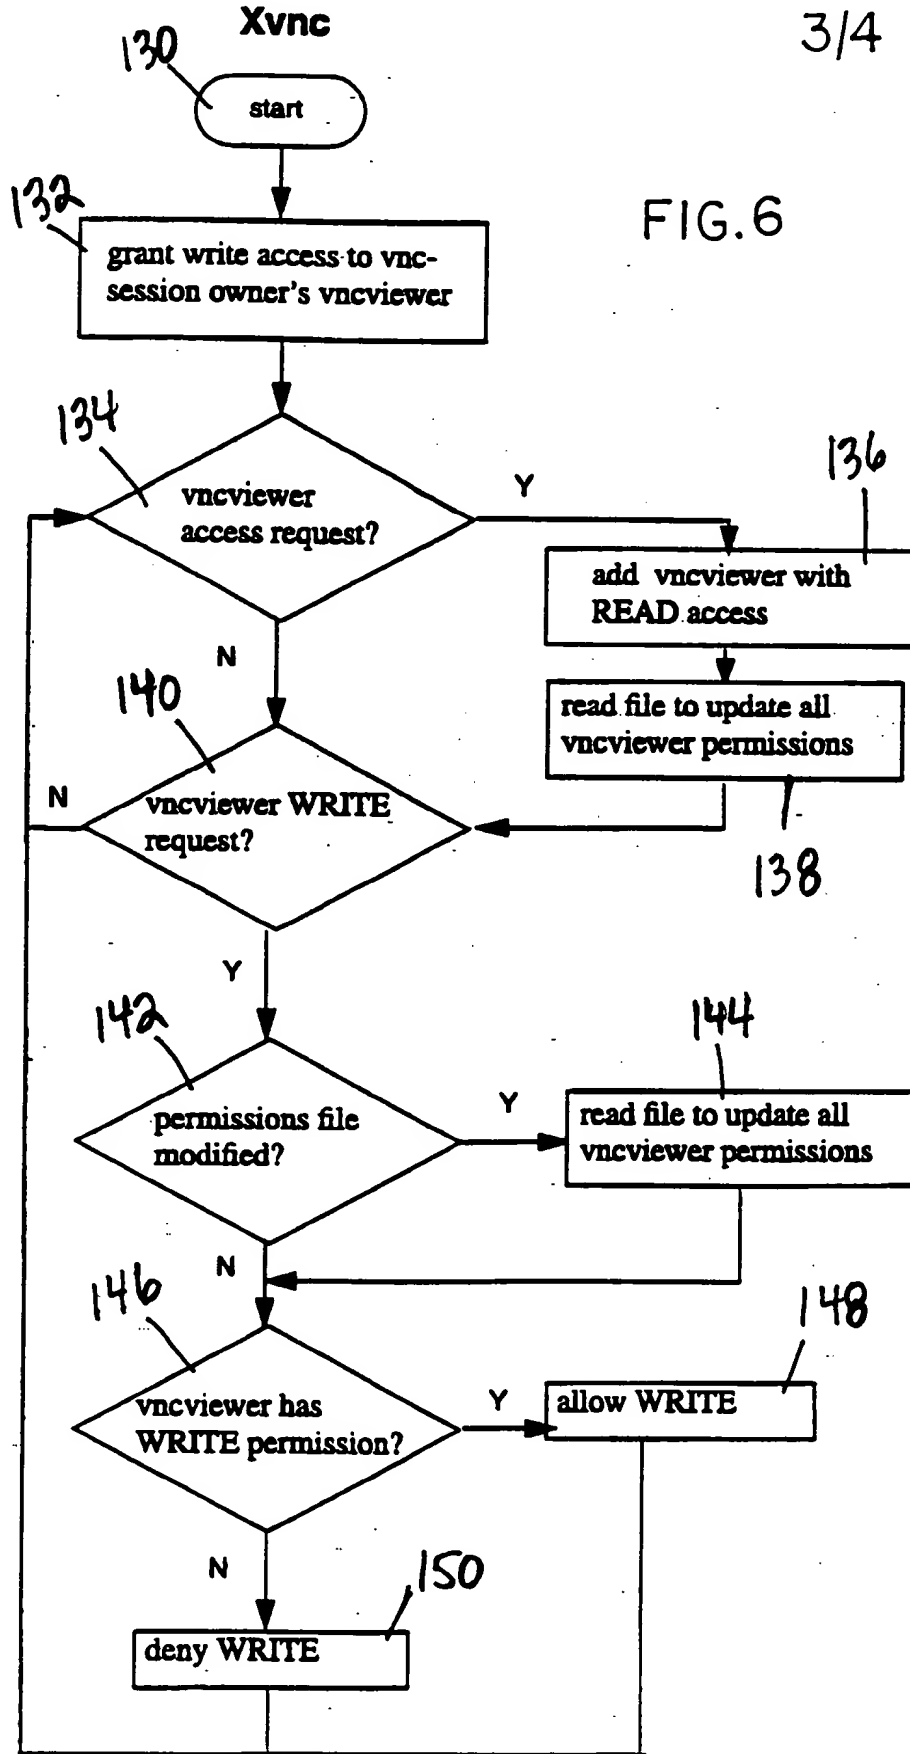 Xvnc
3/4
130
start
132
FIG.6
grant write access to vnc-
session owner's vncviewer
134
136
vncviewer
access request?
Y
add vncviewer with
READ access
N
140
read file to update all
vncviewer permissions
N
vncviewer WRITE
request?
138
Y
142
144
permissions file
modified?
Y
read file to update all
vncviewer permissions
N
146
148
vncviewer has
WRITE permission?
Y
allow WRITE
N
150
deny WRITE